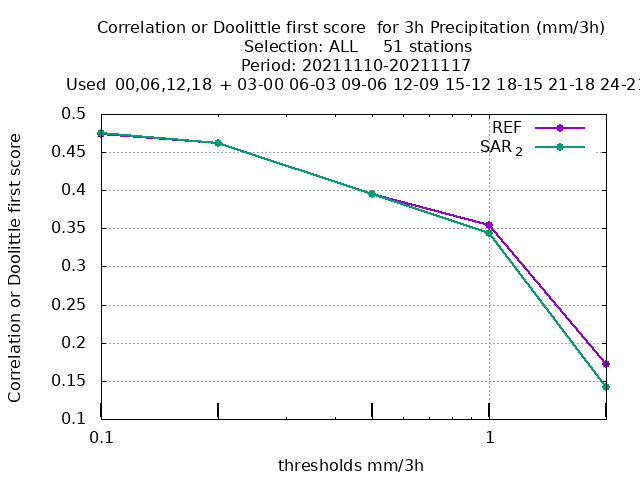 Correlation or Doolittle first score  for 3h Precipitation (mm/3h)
Selection: ALL     51 stations
Period: 20211110-20211117
Used  00,06,12,18  + 03-00 06-03 09-06 12-09 15-12 18-15 21-18 24-21
Correlation or Doolittle first score
0.5
0.45
0.4
0.35
0.3
0.25
0.2
0.15
0.1
REF
SAR 2
0.1
1
thresholds mm/3h